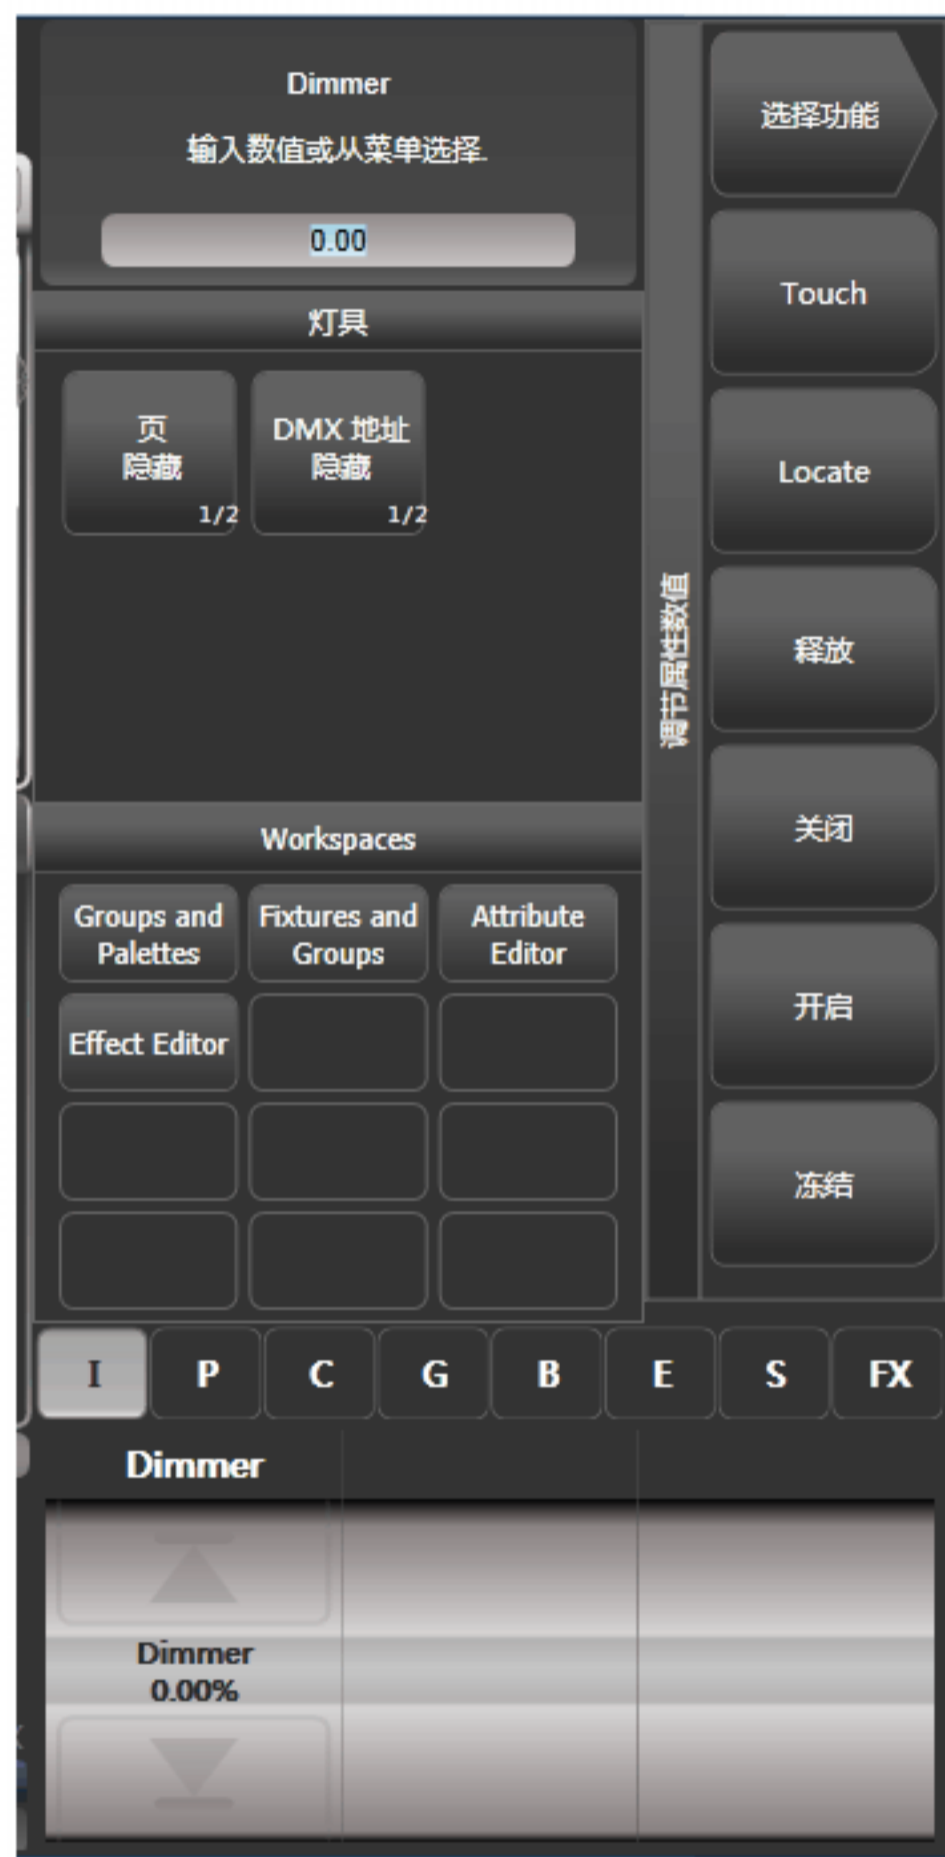 Dimmer
输入数值或从菜单选择.
0.00
灯具
页
隐藏
1/2
DMX 地址
隐藏
1/2
Workspaces
Groups and
Palettes
Fixtures and
Groups
Attribute
Editor
Effect Editor
调节属性数值
选择功能
Touch
Locate
释放
关闭
开启
冻结
I P C G B E S FX
Dimmer
Dimmer
0.00%